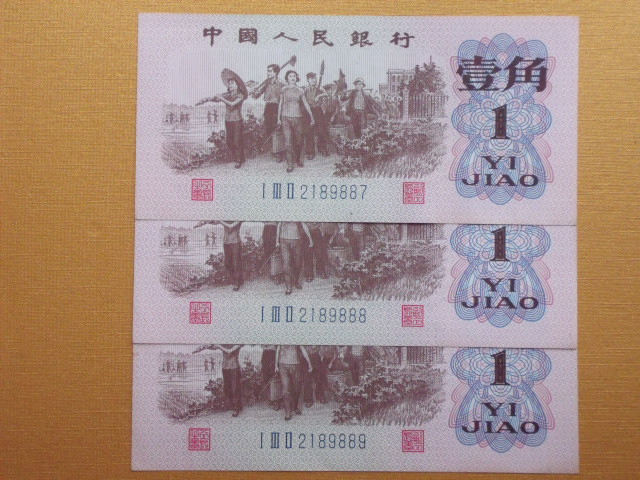 中國人民銀行
壹角
1
YI
JIAO
I III II 2189887
1
YI
JIAO
I III II 2189888
1
YI
JIAO
I III II 2189889